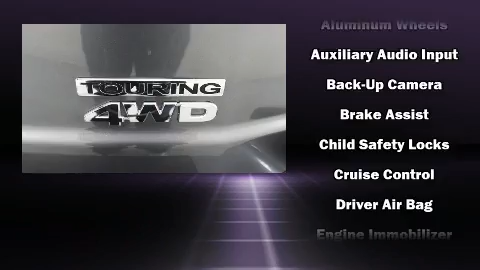 TOURING
4WD
Aluminum Wheels
Auxiliary Audio Input
Back-Up Camera
Brake Assist
Child Safety Locks
Cruise Control
Driver Air Bag
Engine Immobilizer